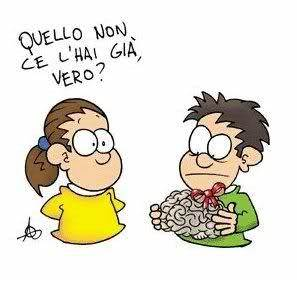 QUELLO NON
CE L'HAI GIÀ,
VERO?